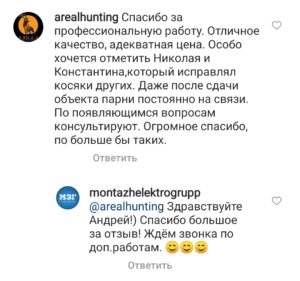 arealhunting Спасибо за
профессиональную работу. Отличное
качество, адекватная цена. Особо
хочется отметить Николая и
Константина,который исправлял
косяки других. Даже после сдачи
объекта парни постоянно на связи.
По появляющимся вопросам
консультируют. Огромное спасибо,
по больше бы таких.
Ответить
МЭГ
montazhelektrogrupp
@arealhunting Здравствуйте
Андрей!) Спасибо большое
за отзыв! Ждём звонка по
доп.работам. 😊😊😊
Ответить